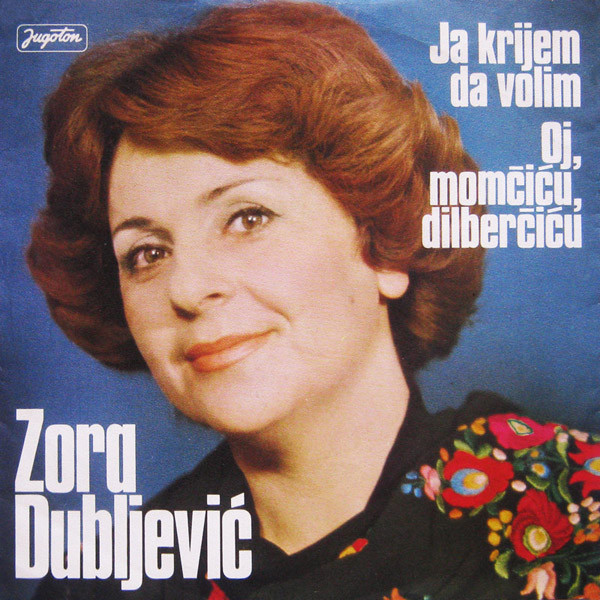 Jugoton
Ja krijem
da volim
Oj,
momčiću,
dilberčiću
Zora
Dubljević